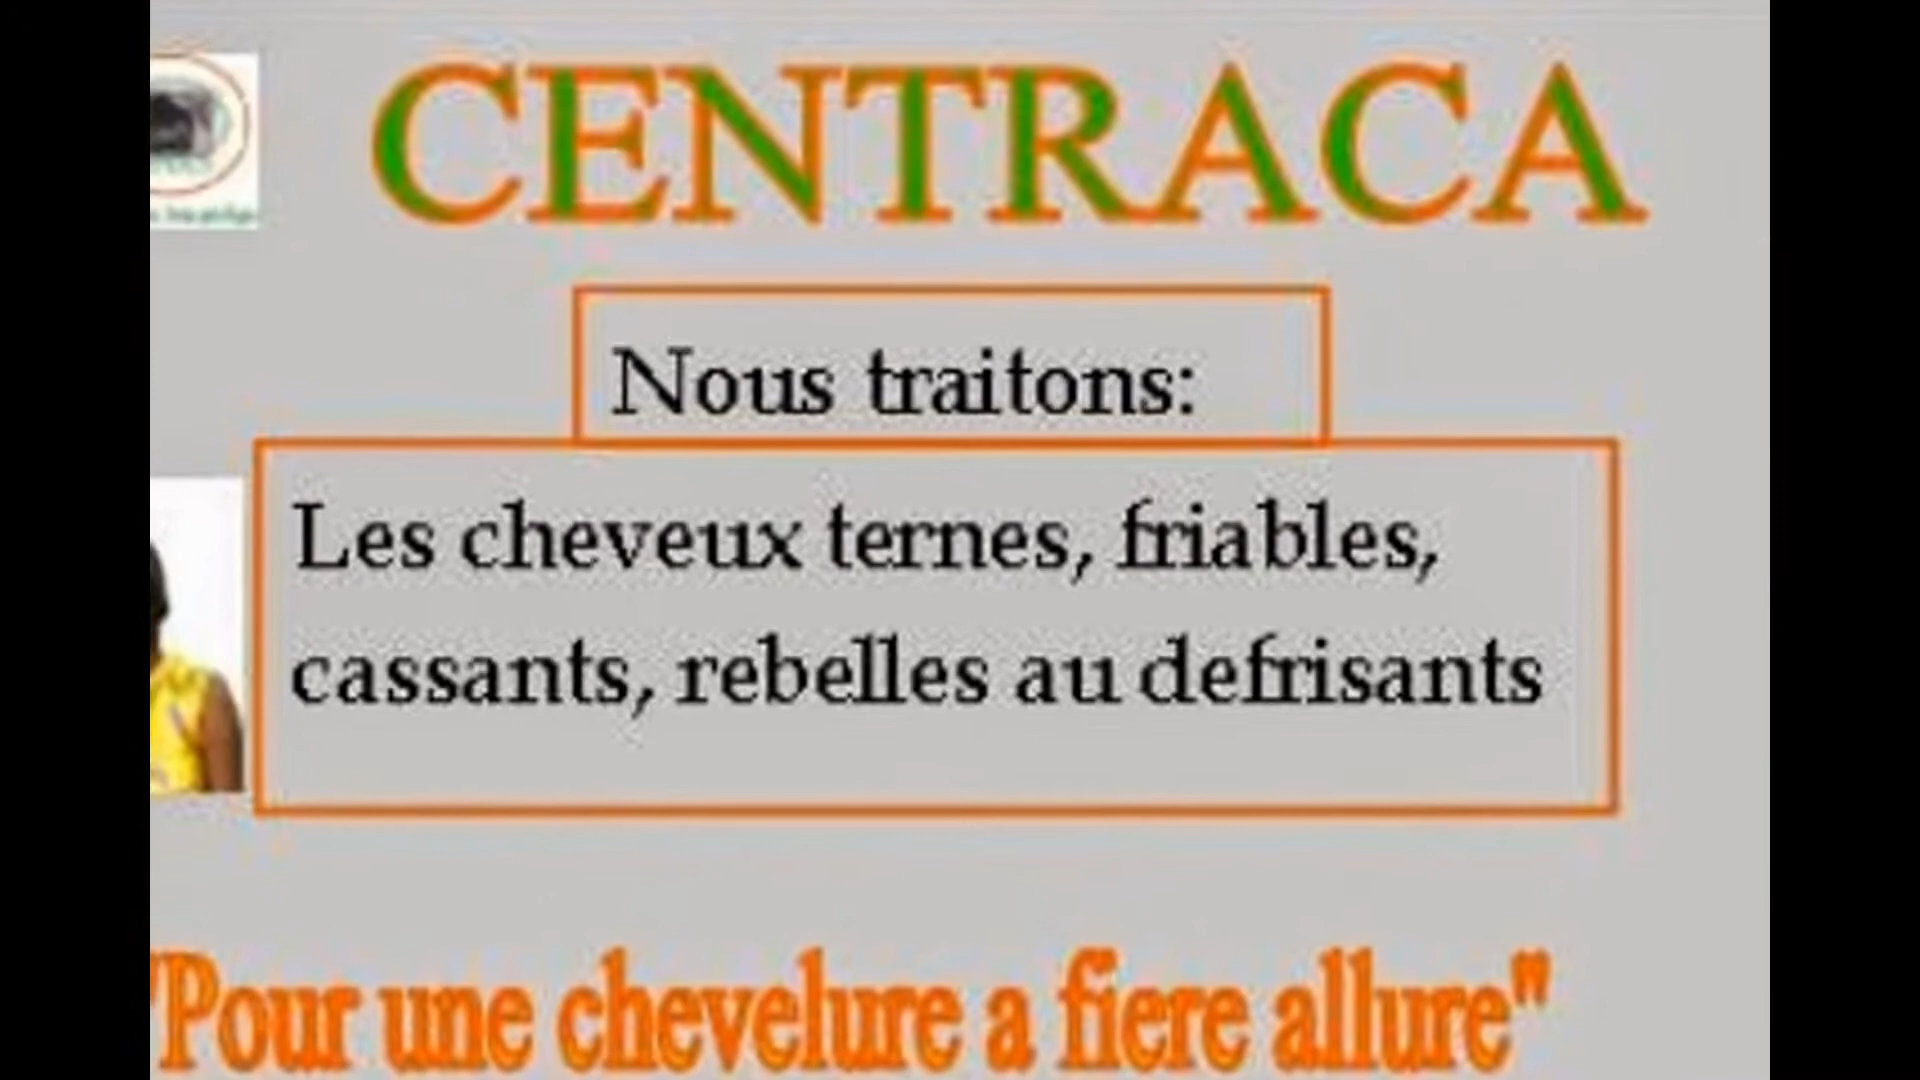 CENTRACA
Nous traitons:
Les cheveux ternes, friables,
cassants, rebelles au defrisants
"Pour une chevelure a fiere allure"